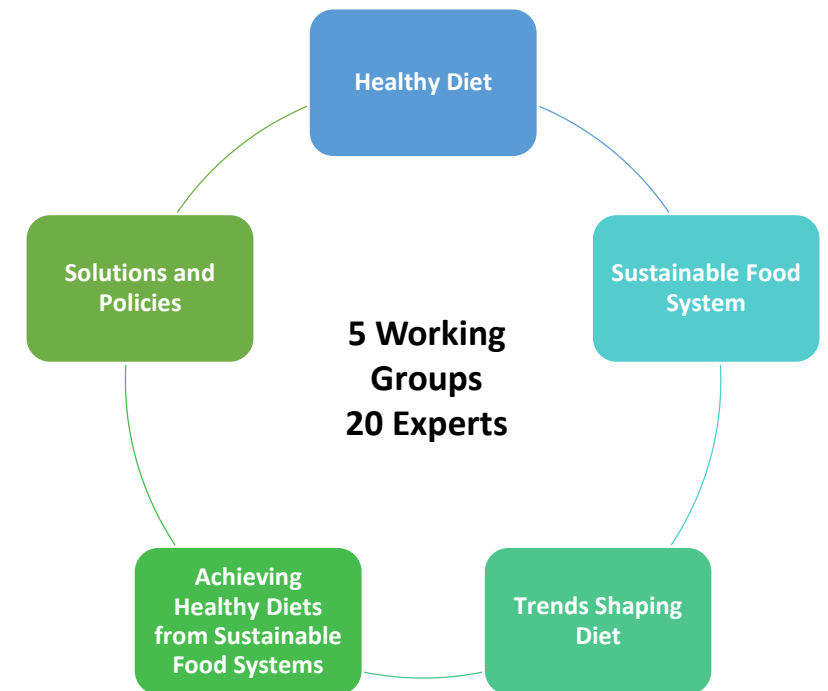 Healthy Diet
Sustainable Food
System
Trends Shaping
Diet
Achieving
Healthy Diets
from Sustainable
Food Systems
Solutions and
Policies
5 Working
Groups
20 Experts